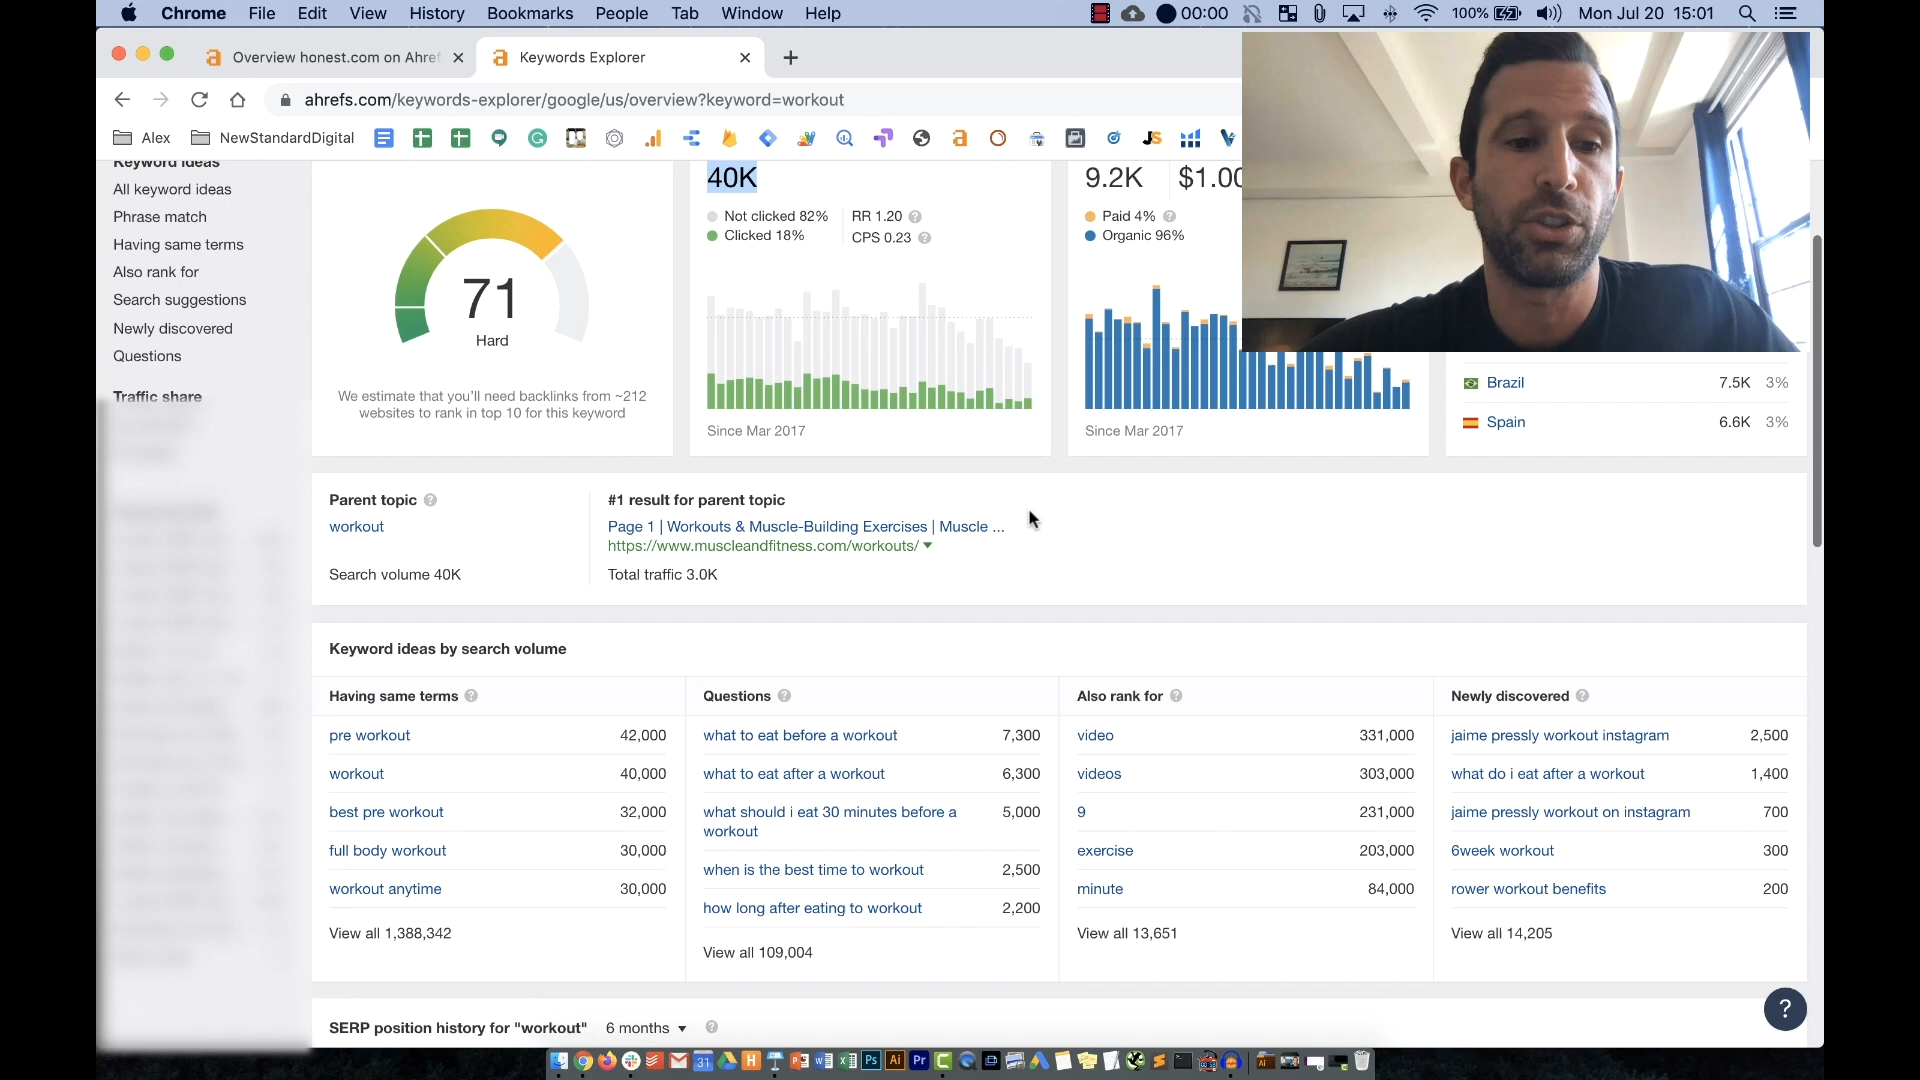 Chrome File Edit View History Bookmarks People Tab Window Help 00:00 100% Mon Jul 20 15:01
Overview honest.com on Ahref
Keywords Explorer
ahrefs.com/keywords-explorer/google/us/overview?keyword=workout
Alex
NewStandardDigital
JS
Keyword ideas
All keyword ideas
Phrase match
Having same terms
Also rank for
Search suggestions
Newly discovered
Questions
Traffic share
71
Hard
We estimate that you'll need backlinks from ~212
websites to rank in top 10 for this keyword
40K
Not clicked 82%
Clicked 18%
RR 1.20
CPS 0.23
Since Mar 2017
9.2K $1.00
Paid 4%
Organic 96%
Since Mar 2017
Brazil 7.5K 3%
Spain 6.6K 3%
Parent topic
workout
Search volume 40K
#1 result for parent topic
Page 1 | Workouts & Muscle-Building Exercises | Muscle ...
https://www.muscleandfitness.com/workouts/
Total traffic 3.0K
Keyword ideas by search volume
Having same terms
pre workout 42,000
workout 40,000
best pre workout 32,000
full body workout 30,000
workout anytime 30,000
View all 1,388,342
Questions
what to eat before a workout 7,300
what to eat after a workout 6,300
what should i eat 30 minutes before a 5,000
workout
when is the best time to workout 2,500
how long after eating to workout 2,200
View all 109,004
Also rank for
video 331,000
videos 303,000
9 231,000
exercise 203,000
minute 84,000
View all 13,651
Newly discovered
jaime pressly workout instagram 2,500
what do i eat after a workout 1,400
jaime pressly workout on instagram 700
6week workout 300
rower workout benefits 200
View all 14,205
SERP position history for "workout" 6 months
?
31
Ps
Ai
Pr